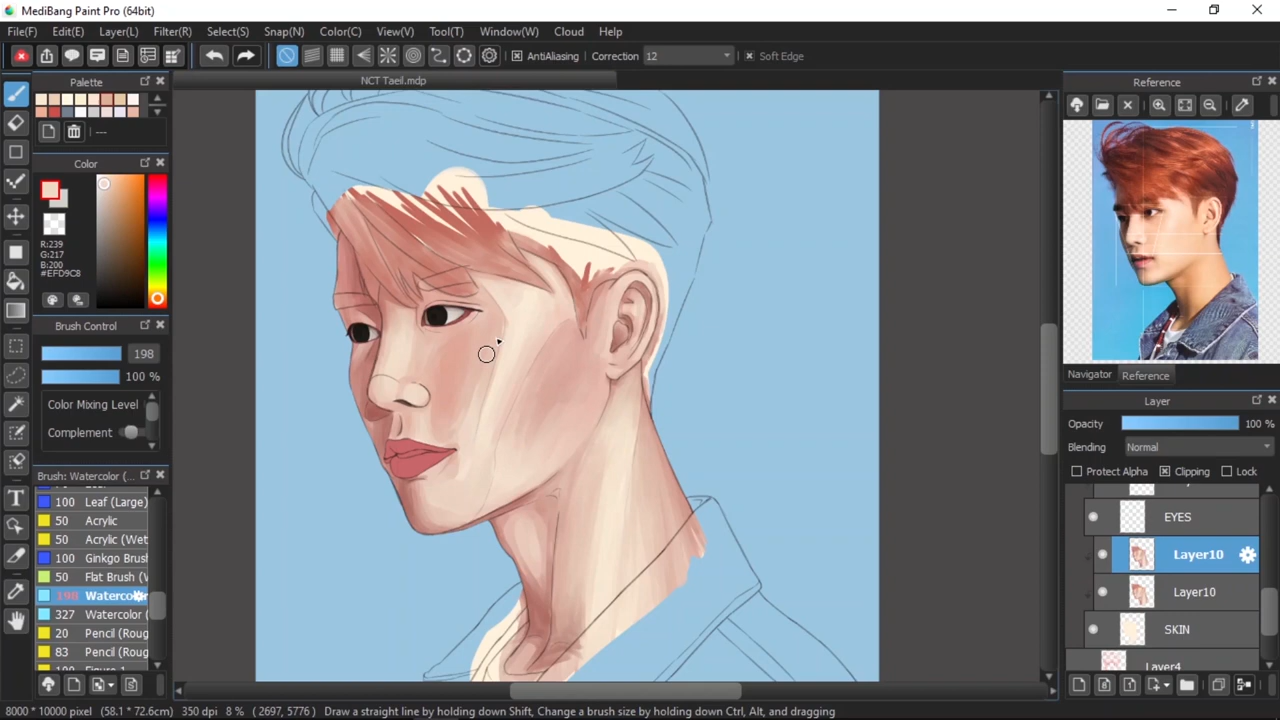 MediBang Paint Pro (64bit)
File(F) Edit(E) Layer(L) Filter(R) Select(S) Snap(N) Color(C) View(V) Tool(T) Window(W) Cloud Help
AntiAliasing Correction 12 Soft Edge
Palette
---
Color
R:239
G:217
B:200
#EFD9C8
Brush Control
198
100 %
Color Mixing Level
Complement
Brush: Watercolor (...
100 Leaf (Large)
50 Acrylic
50 Acrylic (Wet
100 Ginkgo Brush
50 Flat Brush (
198 Watercolor
327 Watercolor (
20 Pencil (Roug
83 Pencil (Roug
T
NCT Taeil.mdp
Reference
Navigator Reference
Layer
Opacity 100 %
Blending Normal
Protect Alpha Clipping Lock
EYES
Layer10
Layer10
SKIN
Layer4
8000 * 10000 pixel (58.1 * 72.6cm) 350 dpi 8 % ( 2697, 5776 ) Draw a straight line by holding down Shift, Change a brush size by holding down Ctrl, Alt, and dragging